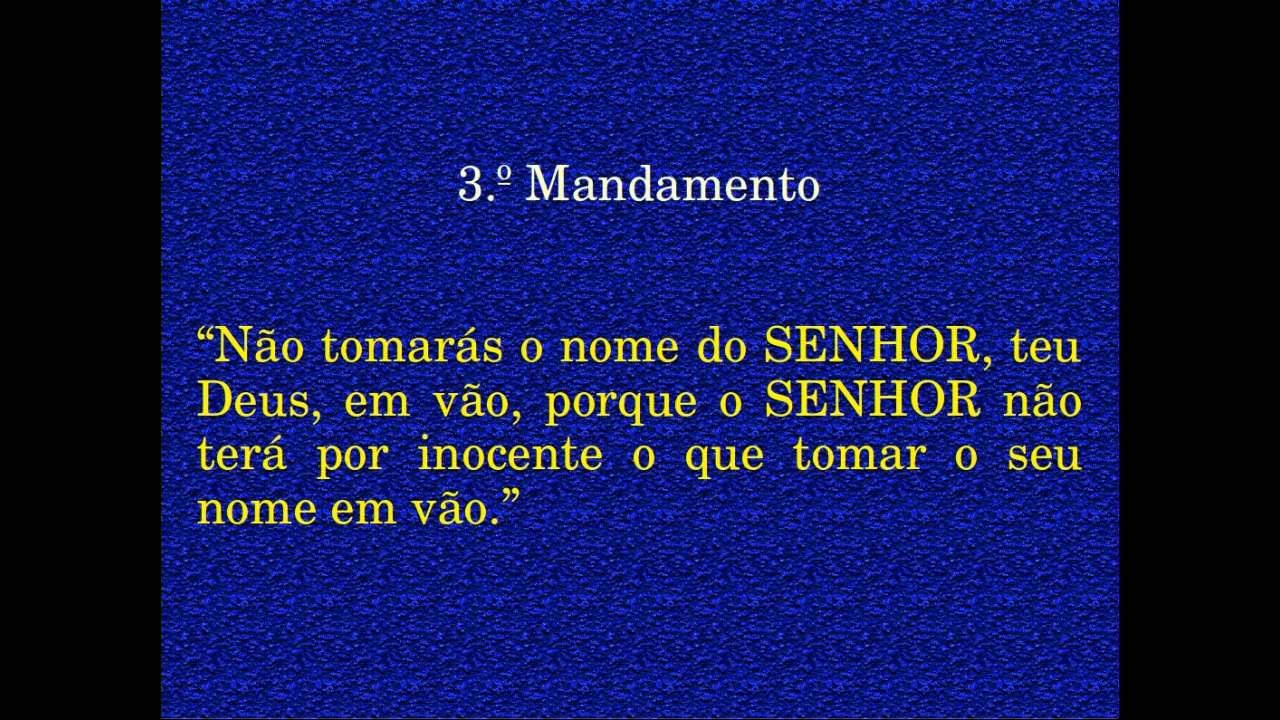 3.º Mandamento
“Não tomarás o nome do SENHOR, teu
Deus, em vão, porque o SENHOR não
terá por inocente o que tomar o seu
nome em vão.”